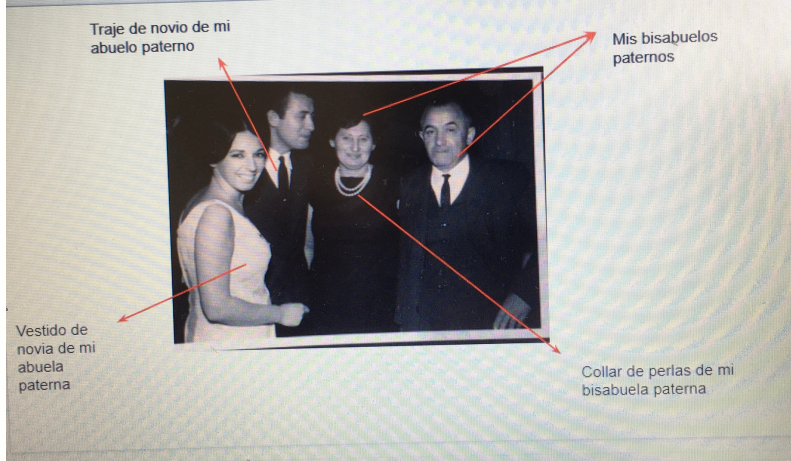 Traje de novio de mi
abuelo paterno
Mis bisabuelos
paternos
Vestido de
novia de mi
abuela
paterna
Collar de perlas de mi
bisabuela paterna